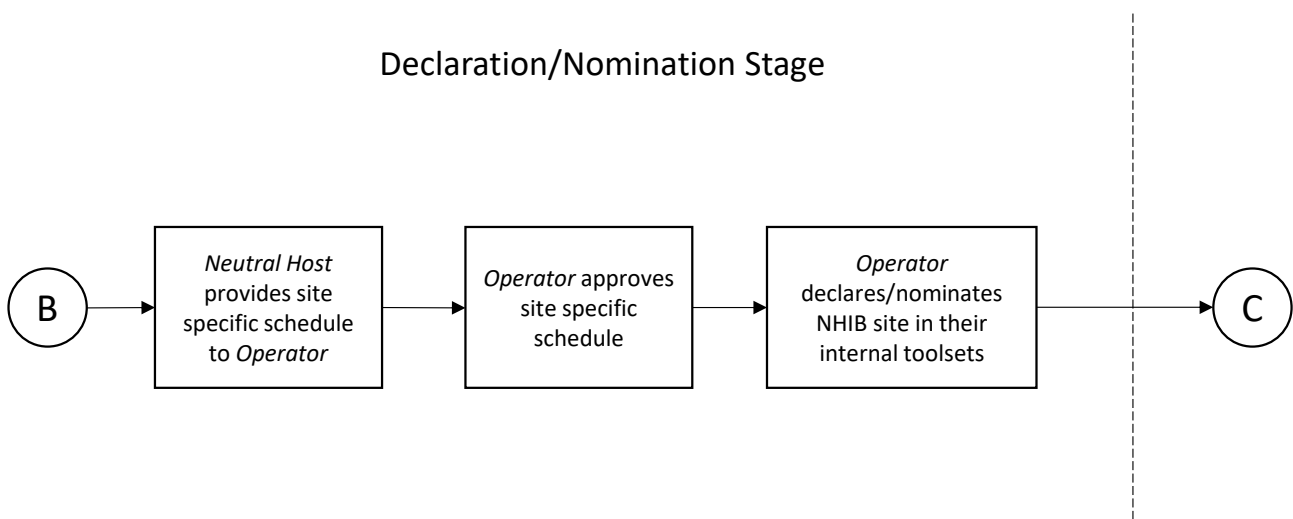 Declaration/Nomination Stage
B
Neutral Host
provides site
specific schedule
to Operator
Operator approves
site specific
schedule
Operator
declares/nominates
NHIB site in their
internal toolsets
C